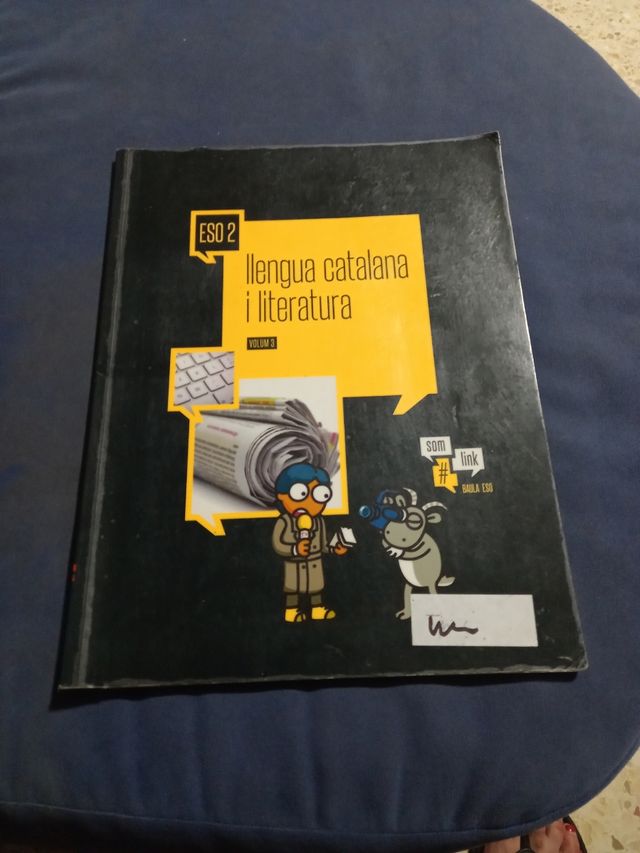 ESO 2
llengua catalana
i literatura
VOLUM 3
som
link
#
BAULA ESO